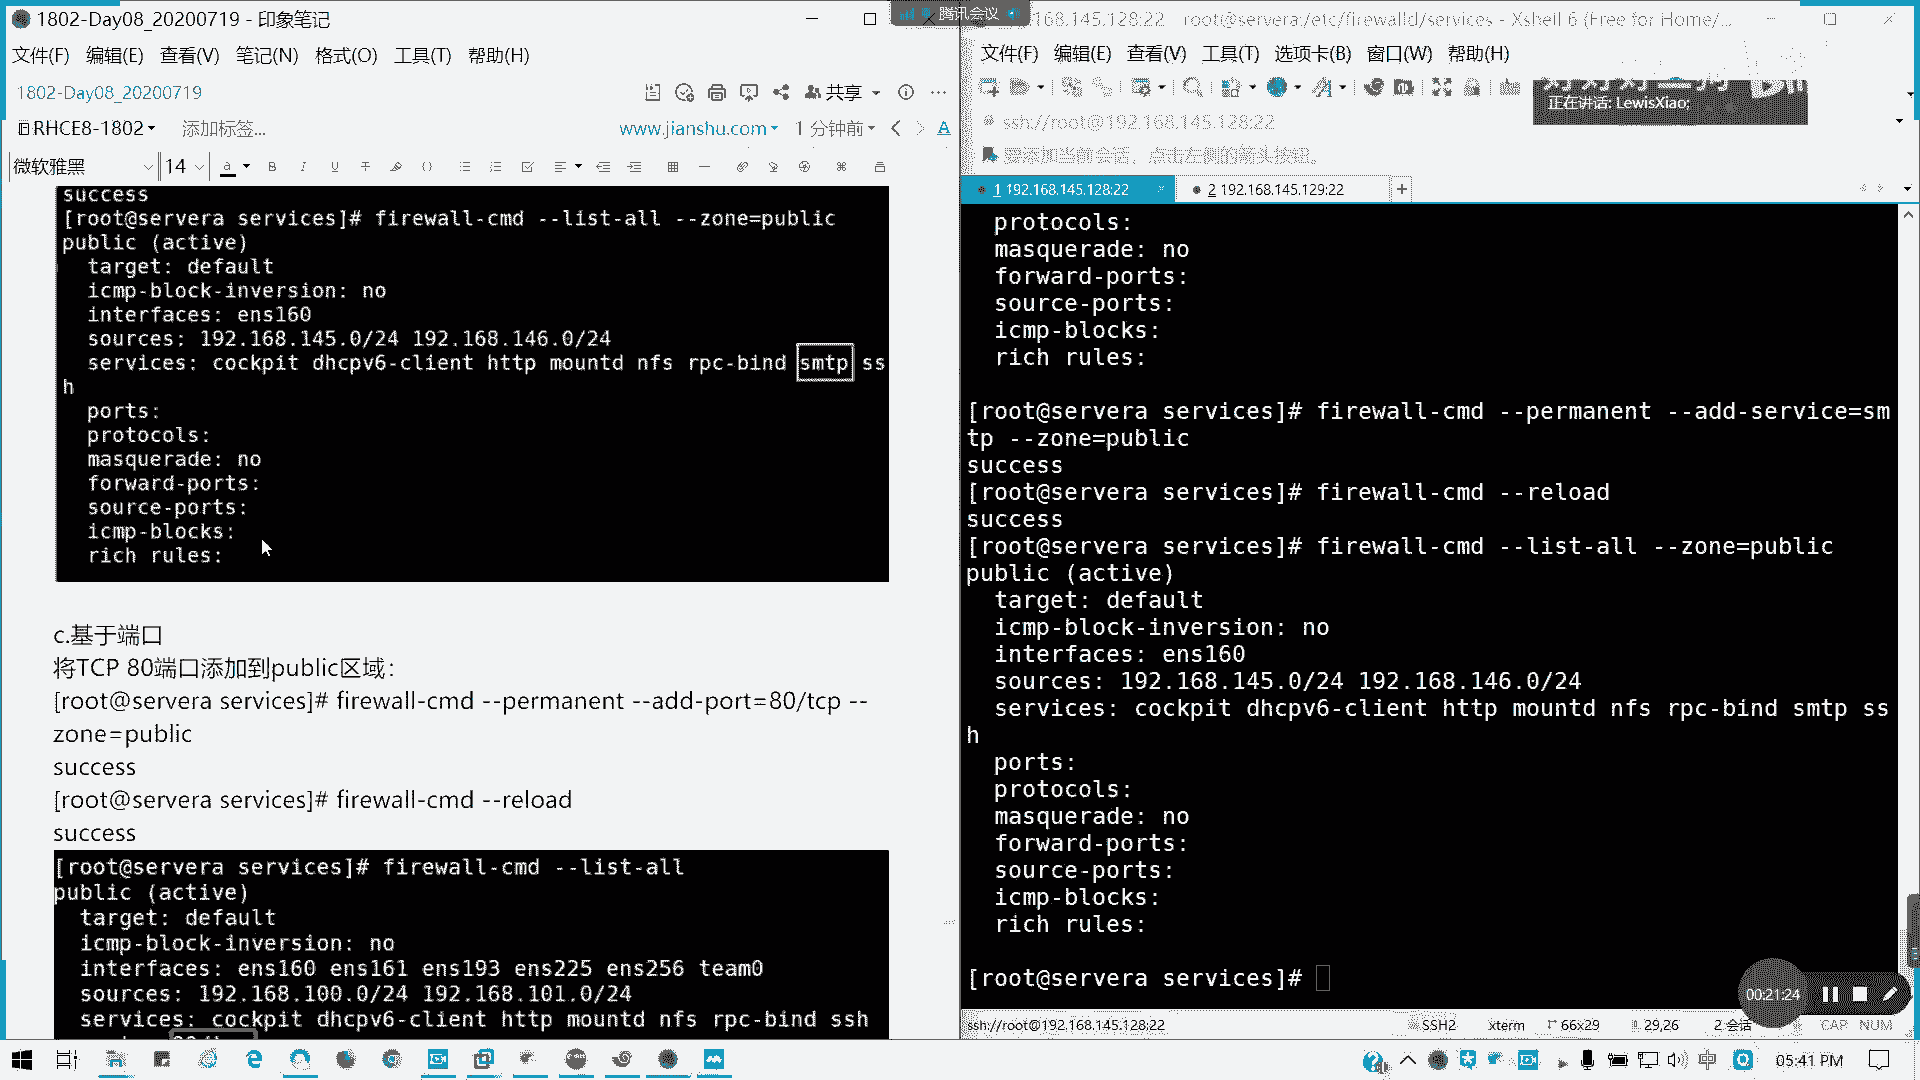 1802-Day08_20200719 - 印象笔记
文件(F) 编辑(E) 查看(V) 笔记(N) 格式(O) 工具(T) 帮助(H)
1802-Day08_20200719
共享
RHCE8-1802 添加标签...
www.jianshu.com 1 分钟前
微软雅黑 14
success
[root@servera services]# firewall-cmd --list-all --zone=public
public (active)
target: default
icmp-block-inversion: no
interfaces: ens160
sources: 192.168.145.0/24 192.168.146.0/24
services: cockpit dhcpv6-client http mountd nfs rpc-bind smtp ss
h
ports:
protocols:
masquerade: no
forward-ports:
source-ports:
icmp-blocks:
rich rules:
c.基于端口
将TCP 80端口添加到public区域：
[root@servera services]# firewall-cmd --permanent --add-port=80/tcp --
zone=public
success
[root@servera services]# firewall-cmd --reload
success
[root@servera services]# firewall-cmd --list-all
public (active)
target: default
icmp-block-inversion: no
interfaces: ens160 ens161 ens193 ens225 ens256 team0
sources: 192.168.100.0/24 192.168.101.0/24
services: cockpit dhcpv6-client http mountd nfs rpc-bind ssh
腾讯会议
168.145.128:22 root@servera:/etc/firewalld/services - Xshell 6 (Free for Home/...
文件(F) 编辑(E) 查看(V) 工具(T) 选项卡(B) 窗口(W) 帮助(H)
正在讲话: LewisXiao;
ssh://root@192.168.145.128:22
要添加当前会话，点击左侧的箭头按钮。
1 192.168.145.128:22
2 192.168.145.129:22
protocols:
masquerade: no
forward-ports:
source-ports:
icmp-blocks:
rich rules:
[root@servera services]# firewall-cmd --permanent --add-service=sm
tp --zone=public
success
[root@servera services]# firewall-cmd --reload
success
[root@servera services]# firewall-cmd --list-all --zone=public
public (active)
target: default
icmp-block-inversion: no
interfaces: ens160
sources: 192.168.145.0/24 192.168.146.0/24
services: cockpit dhcpv6-client http mountd nfs rpc-bind smtp ss
h
ports:
protocols:
masquerade: no
forward-ports:
source-ports:
icmp-blocks:
rich rules:
[root@servera services]#
00:21:24
ssh://root@192.168.145.128:22 SSH2 xterm 66x29 29,26 2 会话 CAP NUM
中 05:41 PM